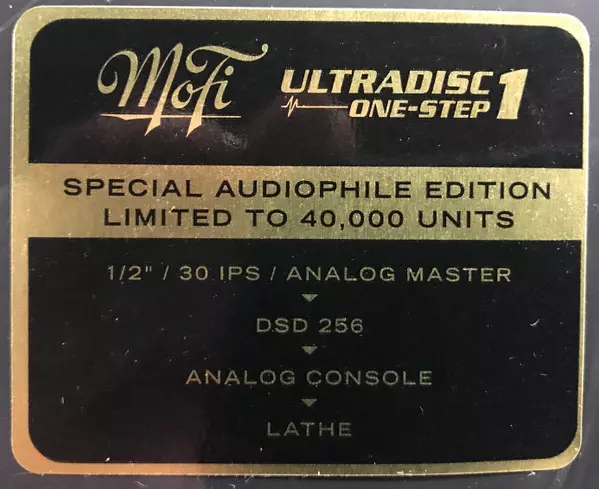 MoFi
ULTRADISC
ONE-STEP 1
SPECIAL AUDIOPHILE EDITION
LIMITED TO 40,000 UNITS
1/2" / 30 IPS / ANALOG MASTER
DSD 256
ANALOG CONSOLE
LATHE